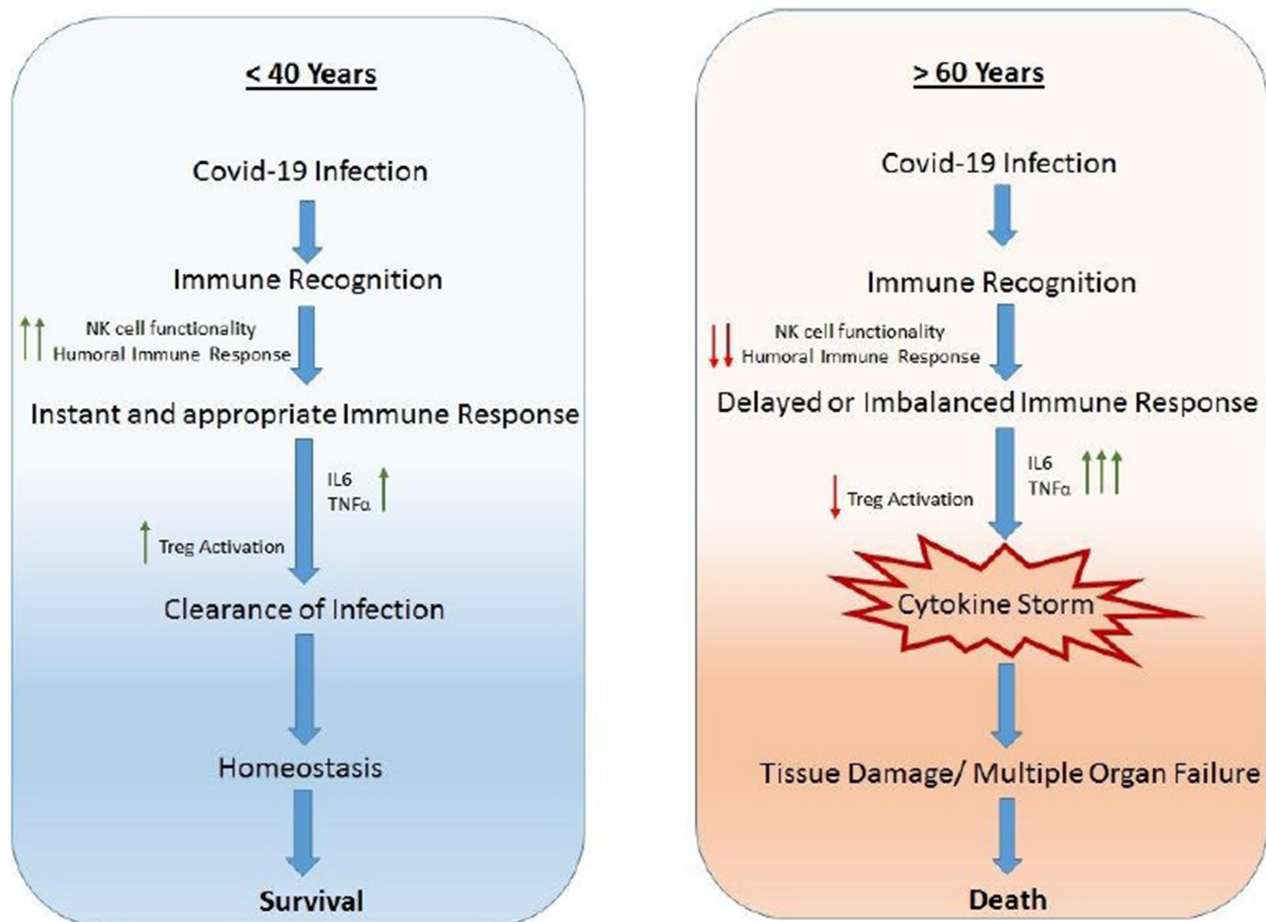 < 40 Years
Covid-19 Infection
Immune Recognition
NK cell functionality
Humoral Immune Response
Instant and appropriate Immune Response
IL6
TNFα
Treg Activation
Clearance of Infection
Homeostasis
Survival
> 60 Years
Covid-19 Infection
Immune Recognition
NK cell functionality
Humoral Immune Response
Delayed or Imbalanced Immune Response
IL6
TNFα
Treg Activation
Cytokine Storm
Tissue Damage/ Multiple Organ Failure
Death